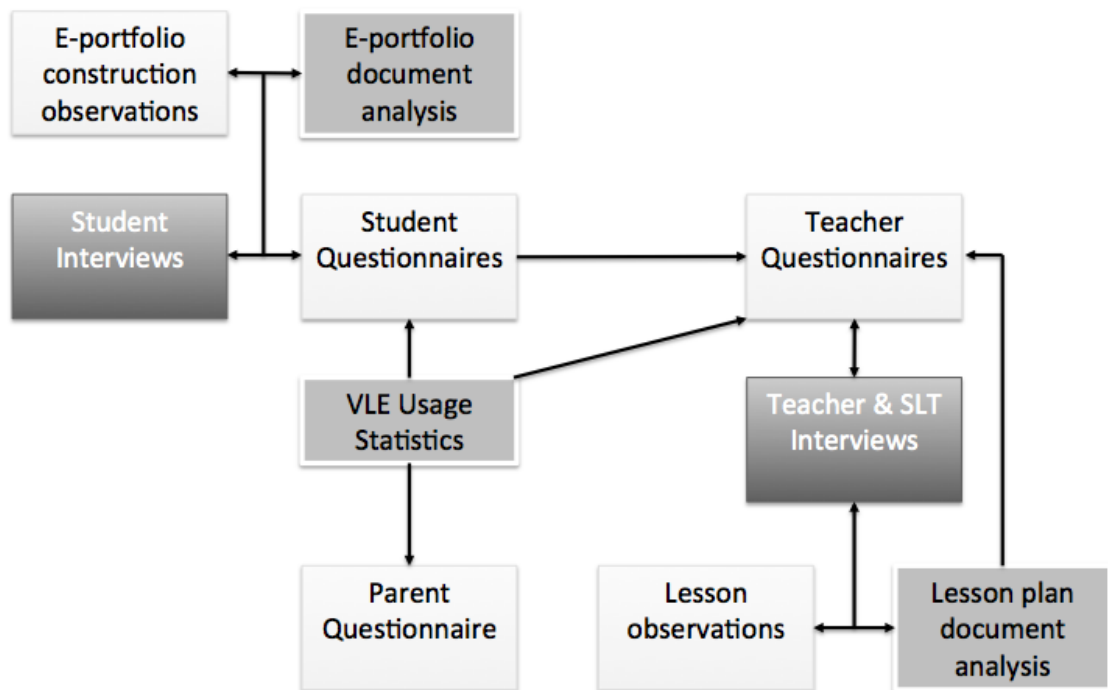 E-portfolio
construction
observations
E-portfolio
document
analysis
Student
Interviews
Student
Questionnaires
Teacher
Questionnaires
VLE Usage
Statistics
Teacher & SLT
Interviews
Parent
Questionnaire
Lesson
observations
Lesson plan
document
analysis